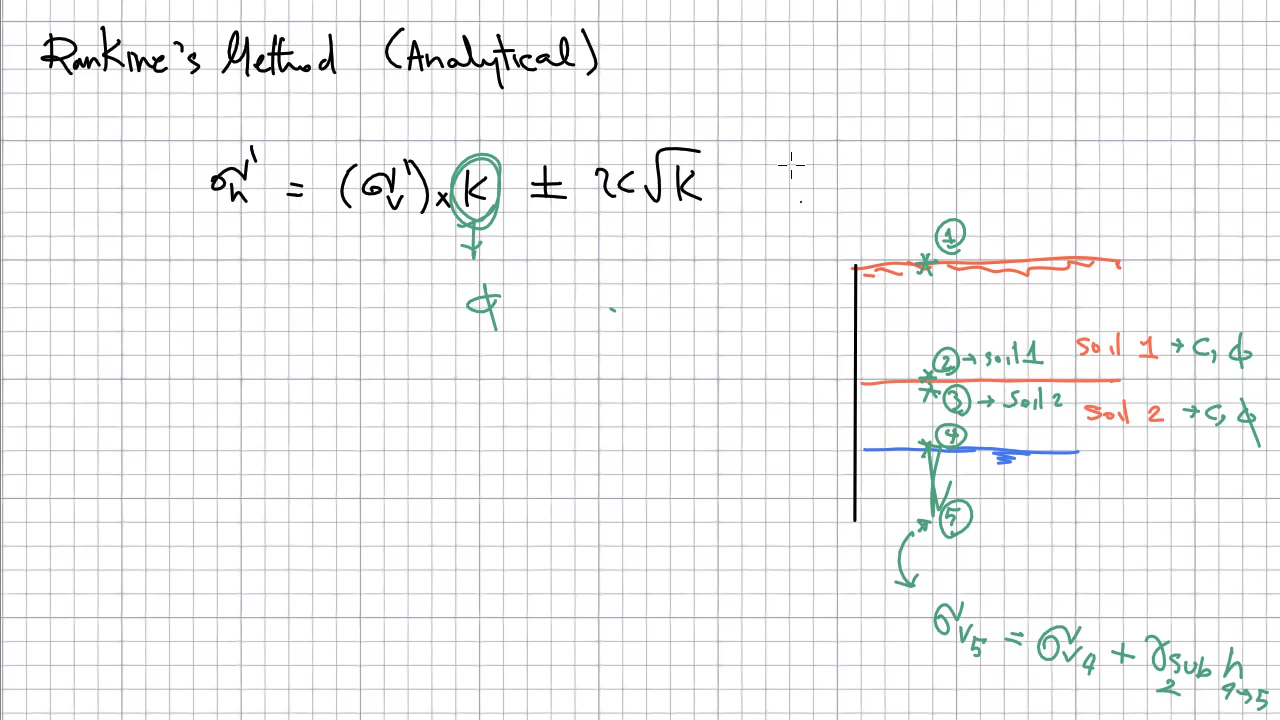 Rankine's Method (Analytical)
σh' = (σv') × K ± 2c√K
ϕ
1
2 → soil 1
soil 1 → c, ϕ
3 → soil 2
soil 2 → c, ϕ
4
5
σv5 = σv4 + γsub2 h4→5